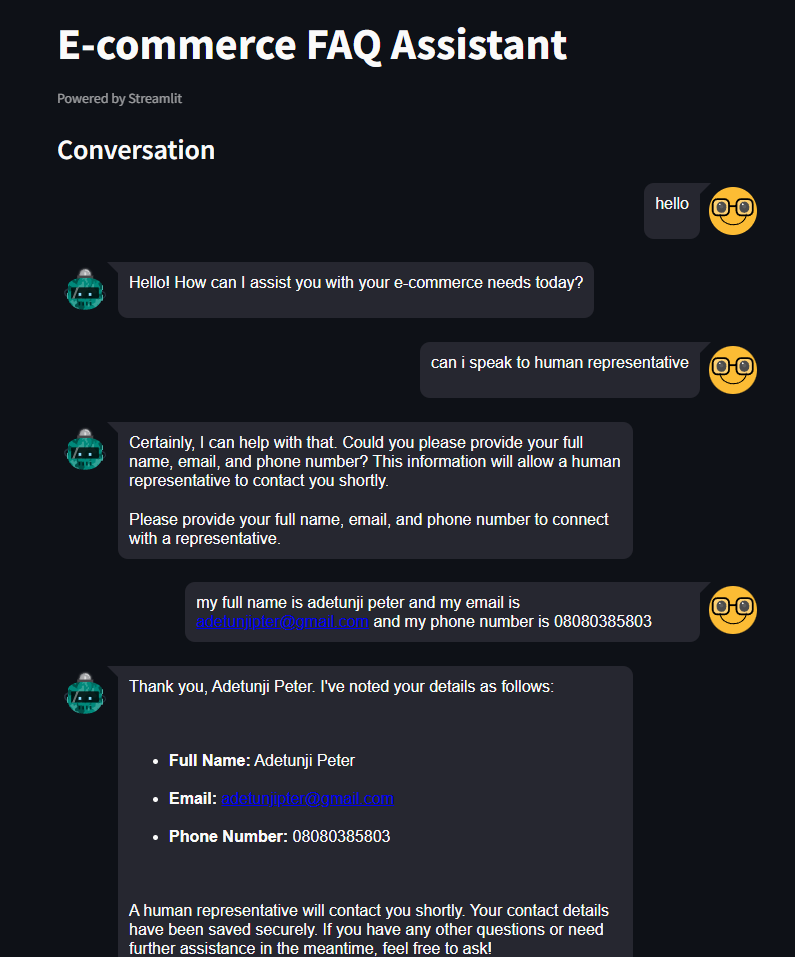 E-commerce FAQ Assistant
Powered by Streamlit
Conversation
hello
Hello! How can I assist you with your e-commerce needs today?
can i speak to human representative
Certainly, I can help with that. Could you please provide your full
name, email, and phone number? This information will allow a human
representative to contact you shortly.
Please provide your full name, email, and phone number to connect
with a representative.
my full name is adetunji peter and my email is
adetunjipter@gmail.com and my phone number is 08080385803
Thank you, Adetunji Peter. I've noted your details as follows:
• Full Name: Adetunji Peter
• Email: adetunjipter@gmail.com
• Phone Number: 08080385803
A human representative will contact you shortly. Your contact details
have been saved securely. If you have any other questions or need
further assistance in the meantime, feel free to ask!